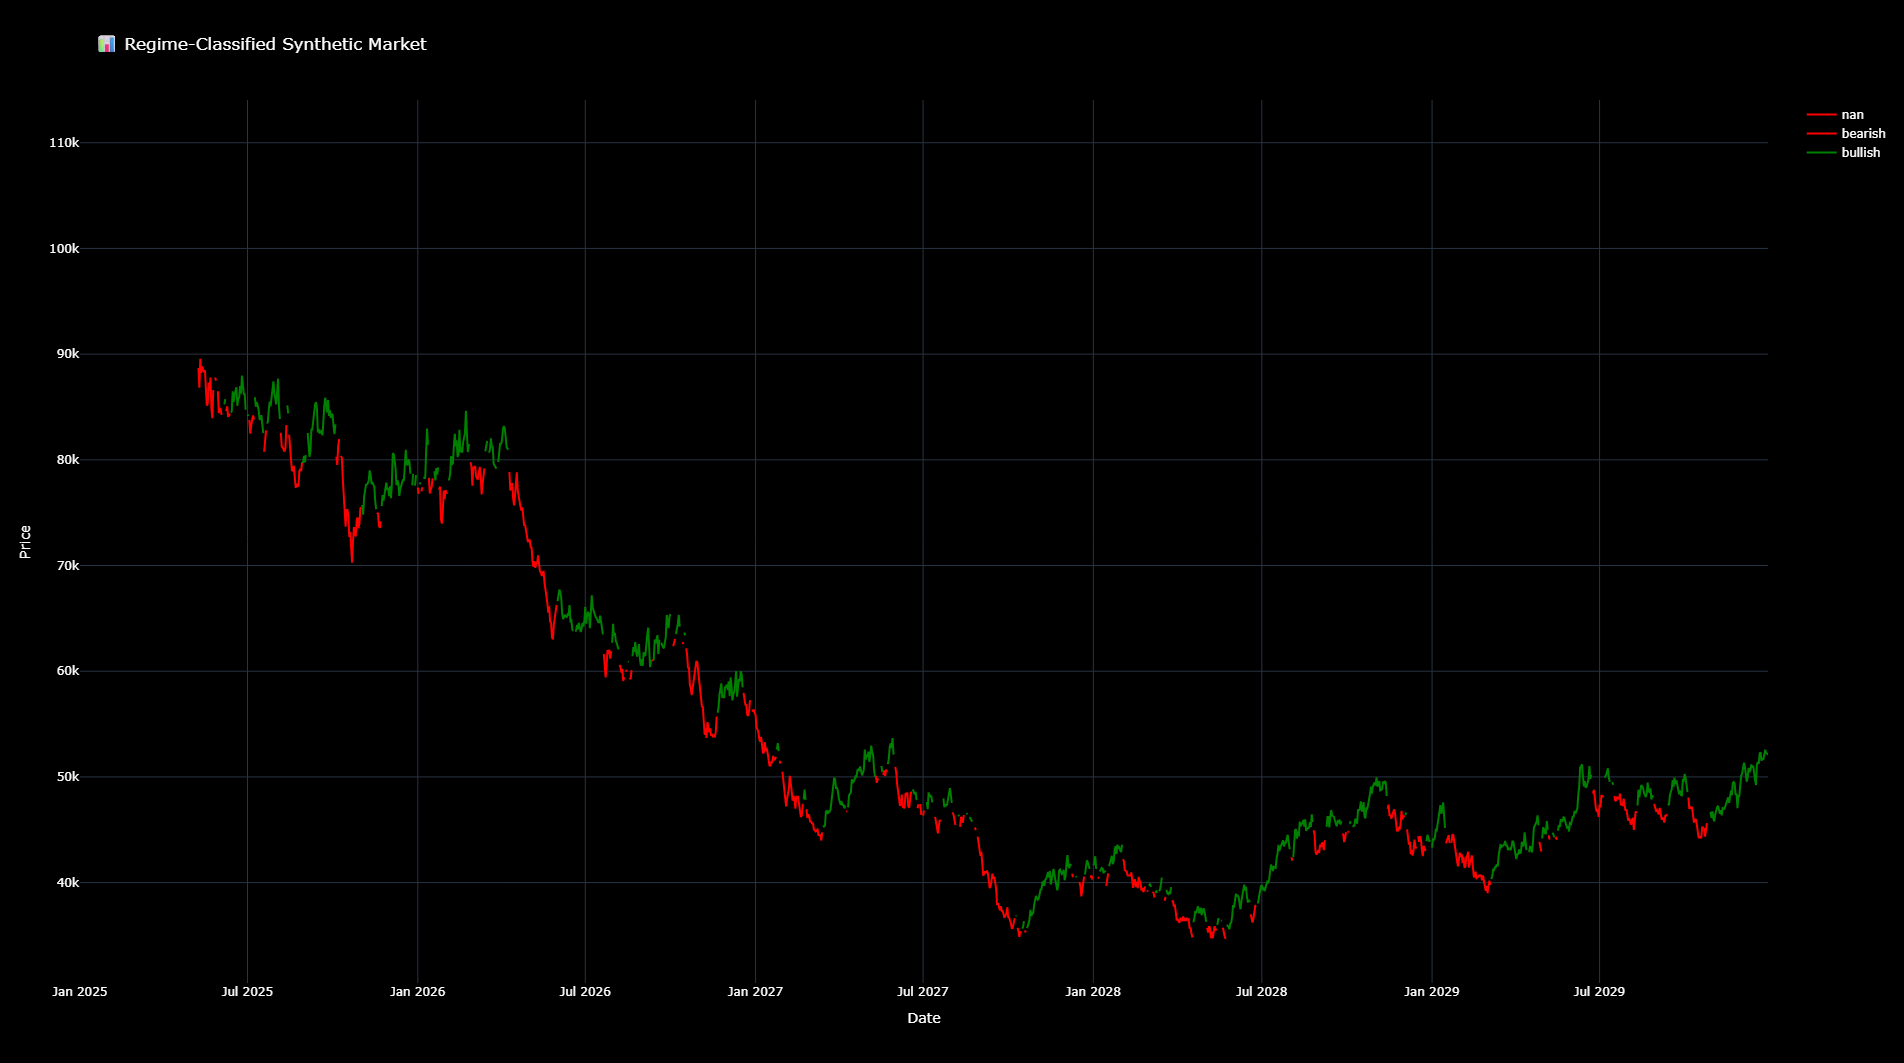 📊 Regime-Classified Synthetic Market
nan
bearish
bullish
110k
100k
90k
80k
70k
60k
50k
40k
Price
Jan 2025
Jul 2025
Jan 2026
Jul 2026
Jan 2027
Jul 2027
Jan 2028
Jul 2028
Jan 2029
Jul 2029
Date